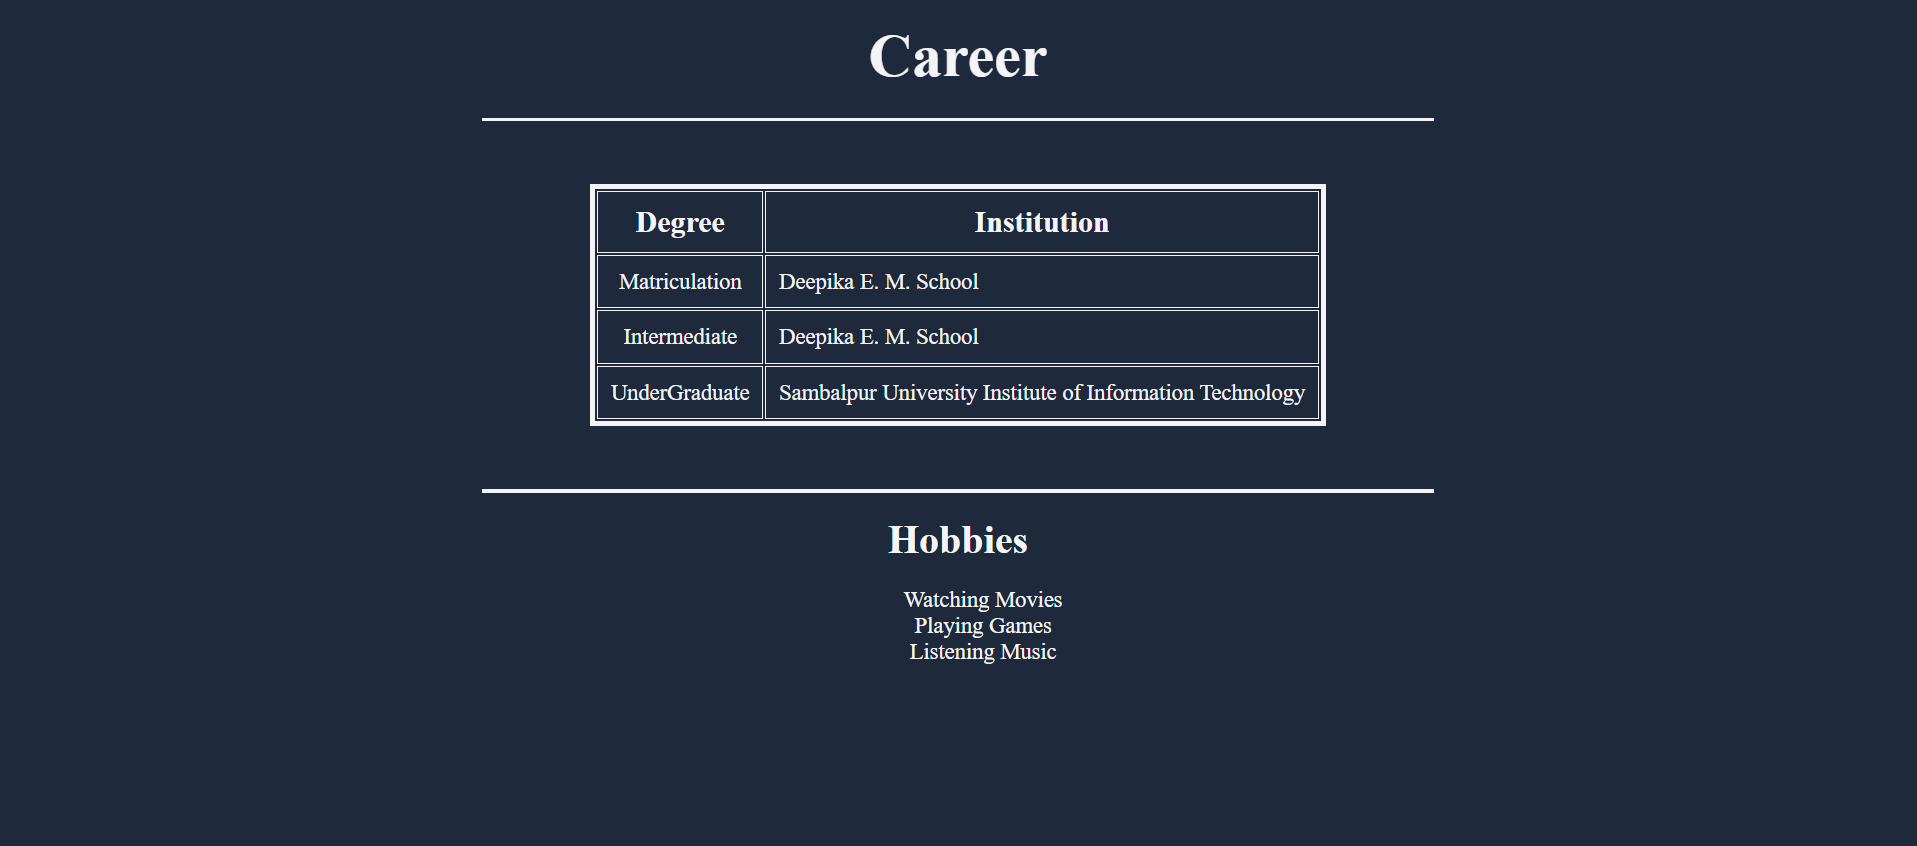 Career
Degree Institution
Matriculation Deepika E. M. School
Intermediate Deepika E. M. School
UnderGraduate Sambalpur University Institute of Information Technology
Hobbies
Watching Movies
Playing Games
Listening Music